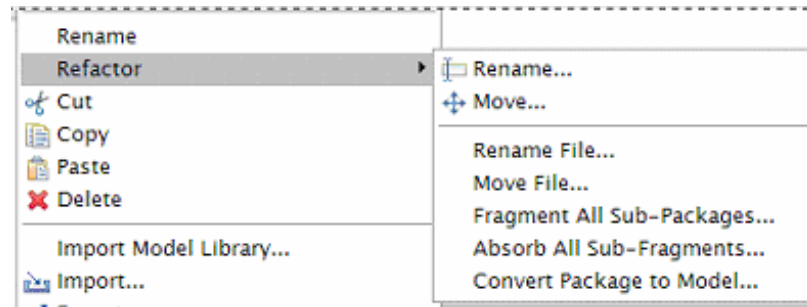 Rename
Refactor
Cut
Copy
Paste
Delete
Import Model Library...
Import...
Rename...
Move...
Rename File...
Move File...
Fragment All Sub-Packages...
Absorb All Sub-Fragments...
Convert Package to Model...